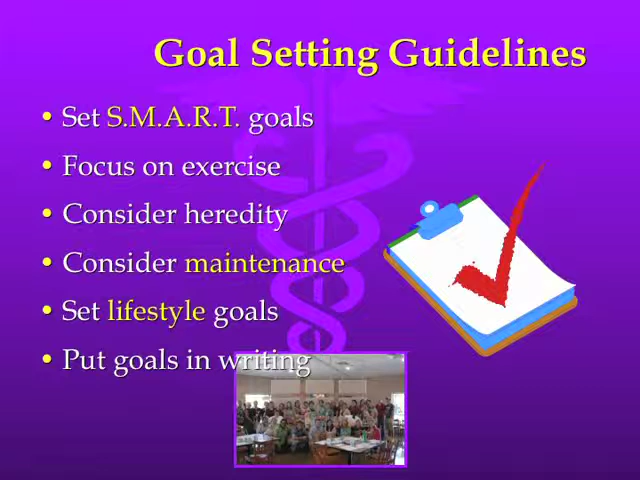 Goal Setting Guidelines
• Set S.M.A.R.T. goals
• Focus on exercise
• Consider heredity
• Consider maintenance
• Set lifestyle goals
• Put goals in writing